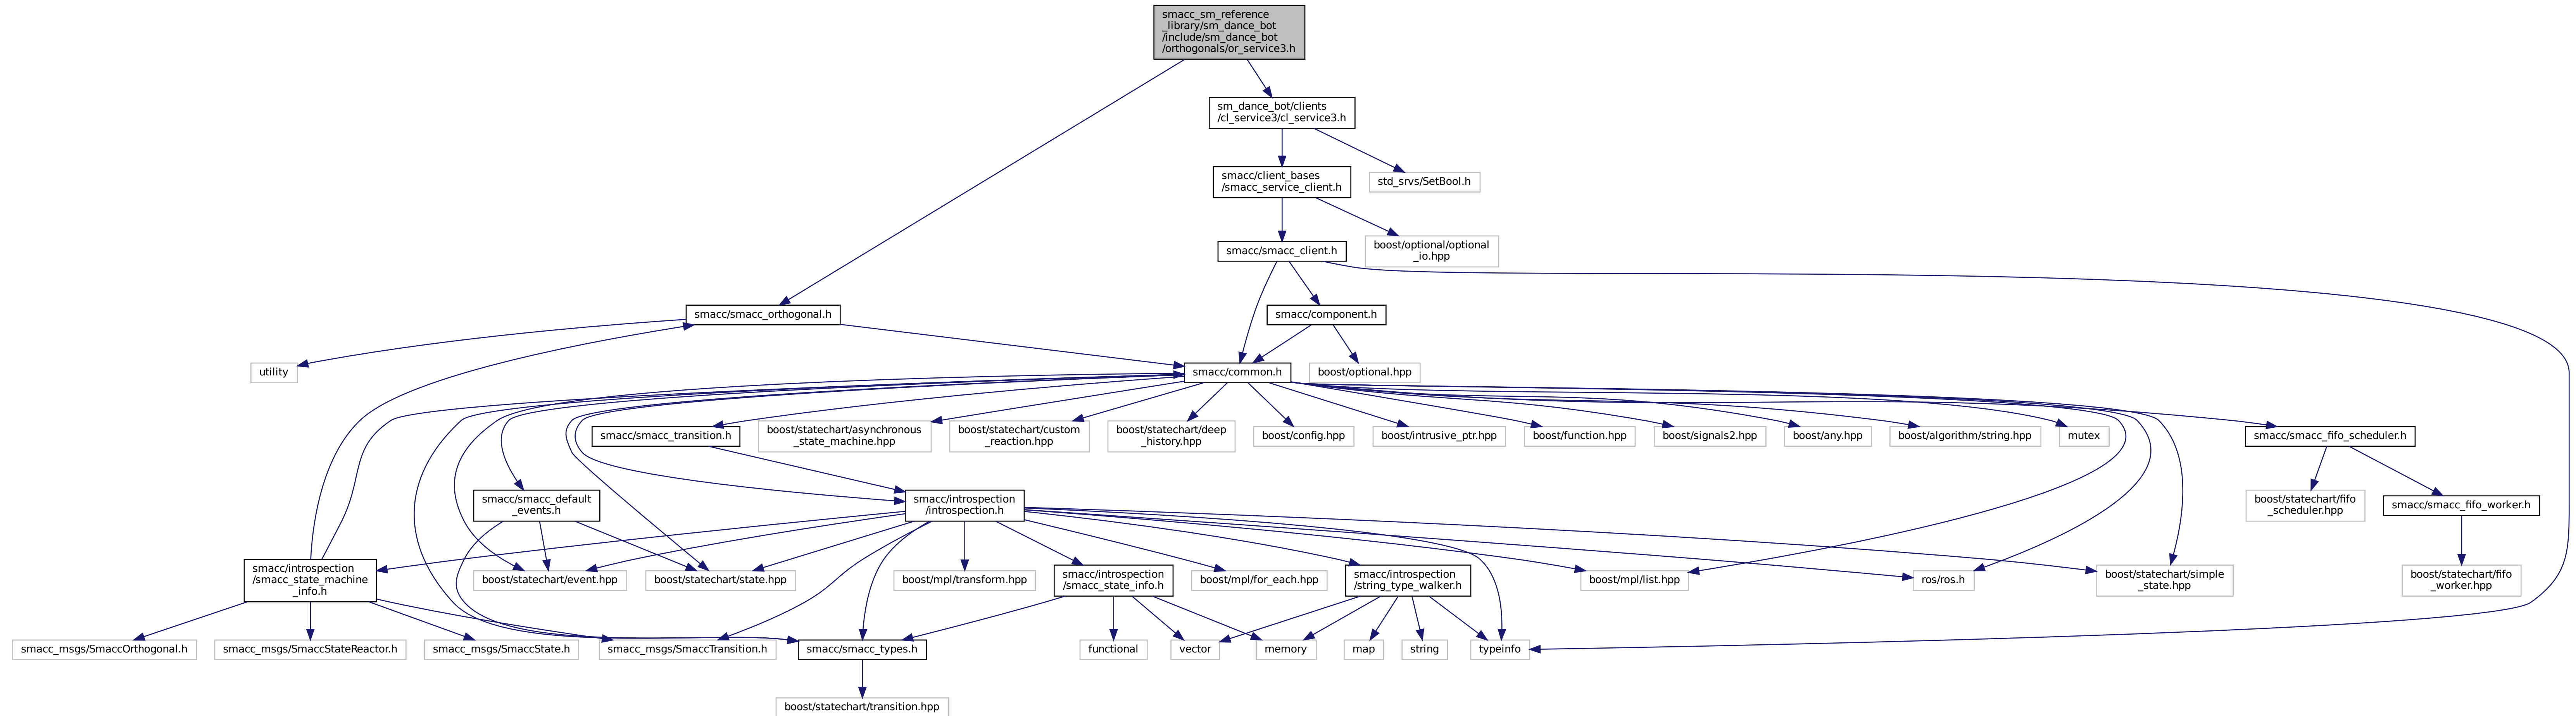 smacc_sm_reference
_library/sm_dance_bot
/include/sm_dance_bot
/orthogonals/or_service3.h
sm_dance_bot/clients
/cl_service3/cl_service3.h
smacc/client_bases
/smacc_service_client.h
std_srvs/SetBool.h
smacc/smacc_client.h
boost/optional/optional
_io.hpp
smacc/smacc_orthogonal.h
smacc/component.h
utility
smacc/common.h
boost/optional.hpp
smacc/smacc_transition.h
boost/statechart/asynchronous
_state_machine.hpp
boost/statechart/custom
_reaction.hpp
boost/statechart/deep
_history.hpp
boost/config.hpp
boost/intrusive_ptr.hpp
boost/function.hpp
boost/signals2.hpp
boost/any.hpp
boost/algorithm/string.hpp
mutex
smacc/smacc_fifo_scheduler.h
smacc/smacc_default
_events.h
smacc/introspection
/introspection.h
boost/statechart/fifo
_scheduler.hpp
smacc/smacc_fifo_worker.h
smacc/introspection
/smacc_state_machine
_info.h
boost/statechart/event.hpp
boost/statechart/state.hpp
boost/mpl/transform.hpp
smacc/introspection
/smacc_state_info.h
boost/mpl/for_each.hpp
smacc/introspection
/string_type_walker.h
boost/mpl/list.hpp
ros/ros.h
boost/statechart/simple
_state.hpp
boost/statechart/fifo
_worker.hpp
smacc_msgs/SmaccOrthogonal.h
smacc_msgs/SmaccStateReactor.h
smacc_msgs/SmaccState.h
smacc_msgs/SmaccTransition.h
smacc/smacc_types.h
functional
vector
memory
map
string
typeinfo
boost/statechart/transition.hpp